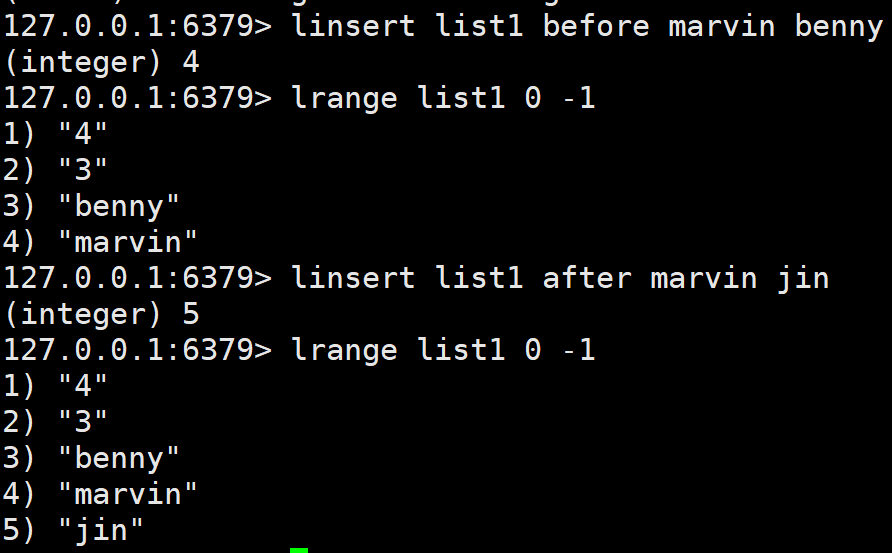 127.0.0.1:6379> linsert list1 before marvin benny
(integer) 4
127.0.0.1:6379> lrange list1 0 -1
1) "4"
2) "3"
3) "benny"
4) "marvin"
127.0.0.1:6379> linsert list1 after marvin jin
(integer) 5
127.0.0.1:6379> lrange list1 0 -1
1) "4"
2) "3"
3) "benny"
4) "marvin"
5) "jin"